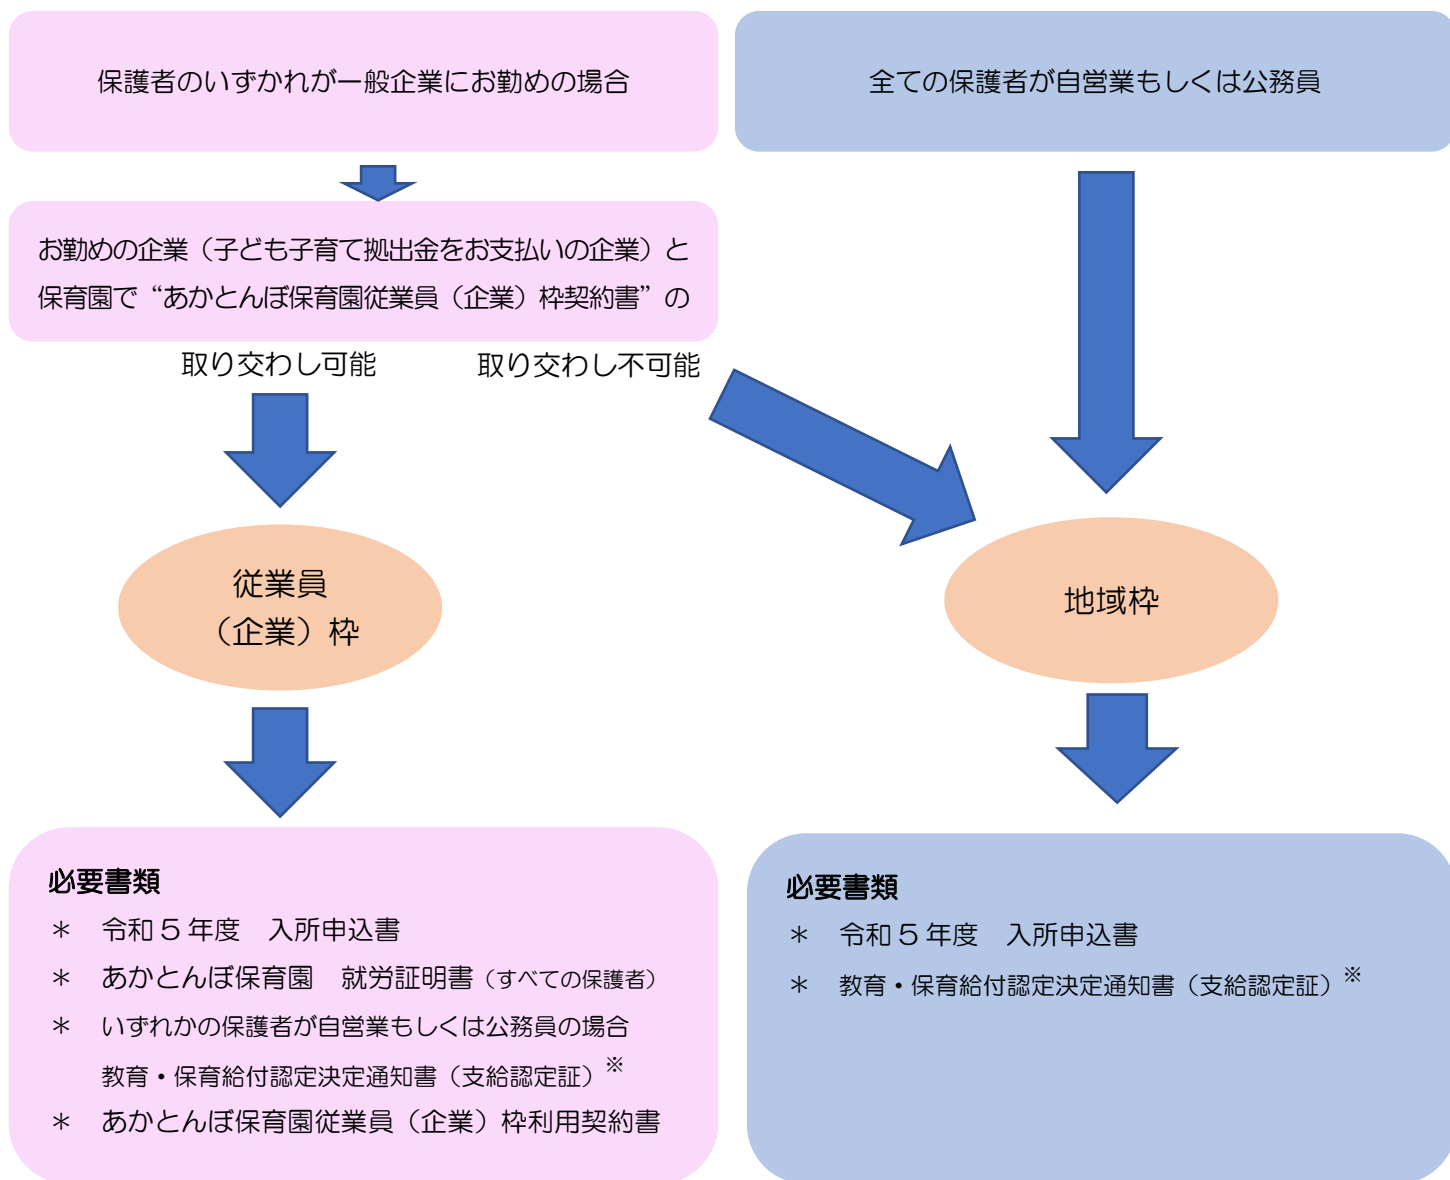 保護者のいずかれが一般企業にお勤めの場合
全ての保護者が自営業もしくは公務員
お勤めの企業（子ども子育て拠出金をお支払いの企業）と
保育園で“あかとんぼ保育園従業員（企業）枠契約書”の
取り交わし可能
取り交わし不可能
従業員
（企業）枠
地域枠
必要書類
＊ 令和５年度 入所申込書
＊ あかとんぼ保育園 就労証明書（すべての保護者）
＊ いずれかの保護者が自営業もしくは公務員の場合
教育・保育給付認定決定通知書（支給認定証）※
＊ あかとんぼ保育園従業員（企業）枠利用契約書
必要書類
＊ 令和５年度 入所申込書
＊ 教育・保育給付認定決定通知書（支給認定証）※